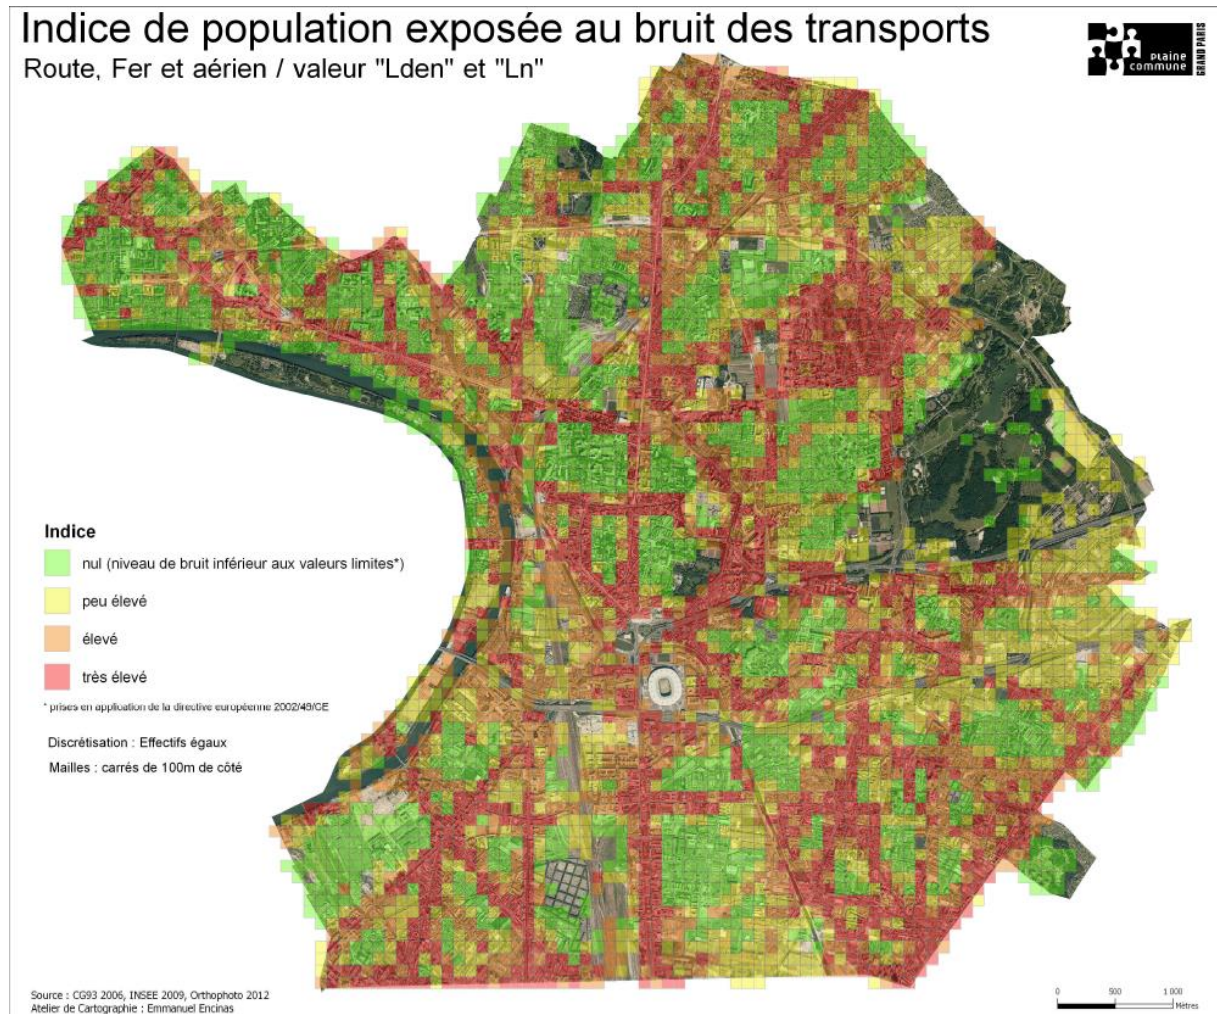 Indice de population exposée au bruit des transports
Route, Fer et aérien / valeur "Lden" et "Ln"
PLAINE
COMMUNE
GRAND PARIS
Indice
nul (niveau de bruit inférieur aux valeurs limites*)
peu élevé
élevé
très élevé
* prises en application de la directive européenne 2002/49/CE
Discrétisation : Effectifs égaux
Mailles : carrés de 100m de côté
Source : CG93 2006, INSEE 2009, Orthophoto 2012
Atelier de Cartographie : Emmanuel Encinas
0 500 1 000
Mètres